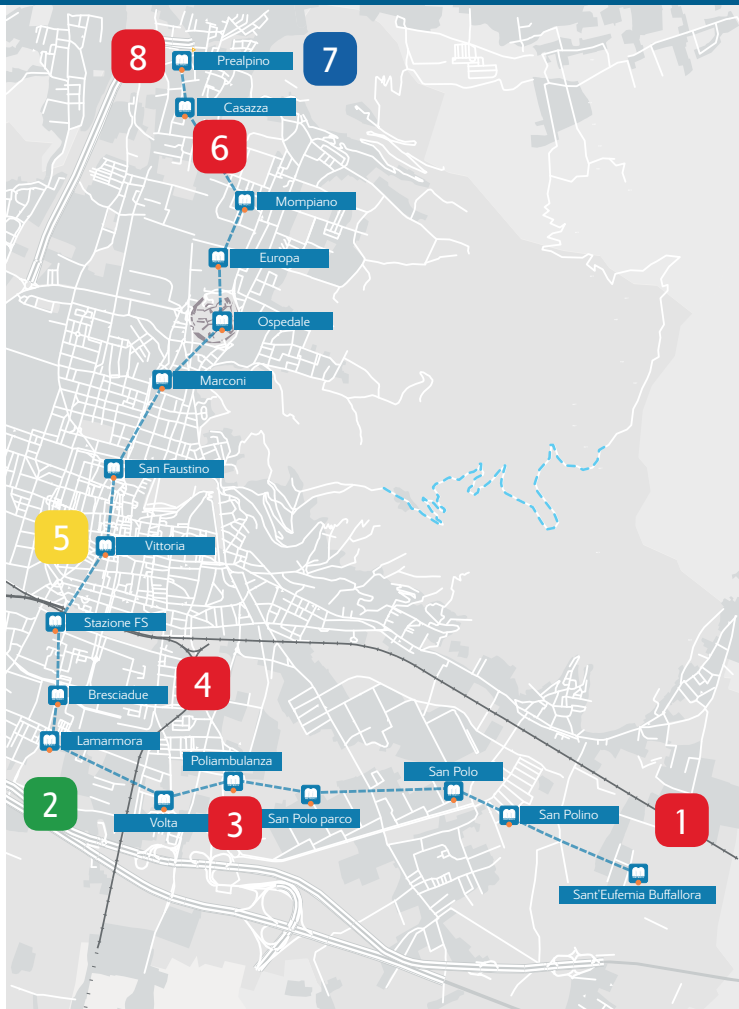 8
Prealpino
7
Casazza
6
Mompiano
Europa
Ospedale
Marconi
San Faustino
5
Vittoria
Stazione FS
4
Bresciadue
Lamarmora
Poliambulanza
San Polo
2
Volta
3
San Polo parco
San Polino
1
Sant'Eufemia Buffallora